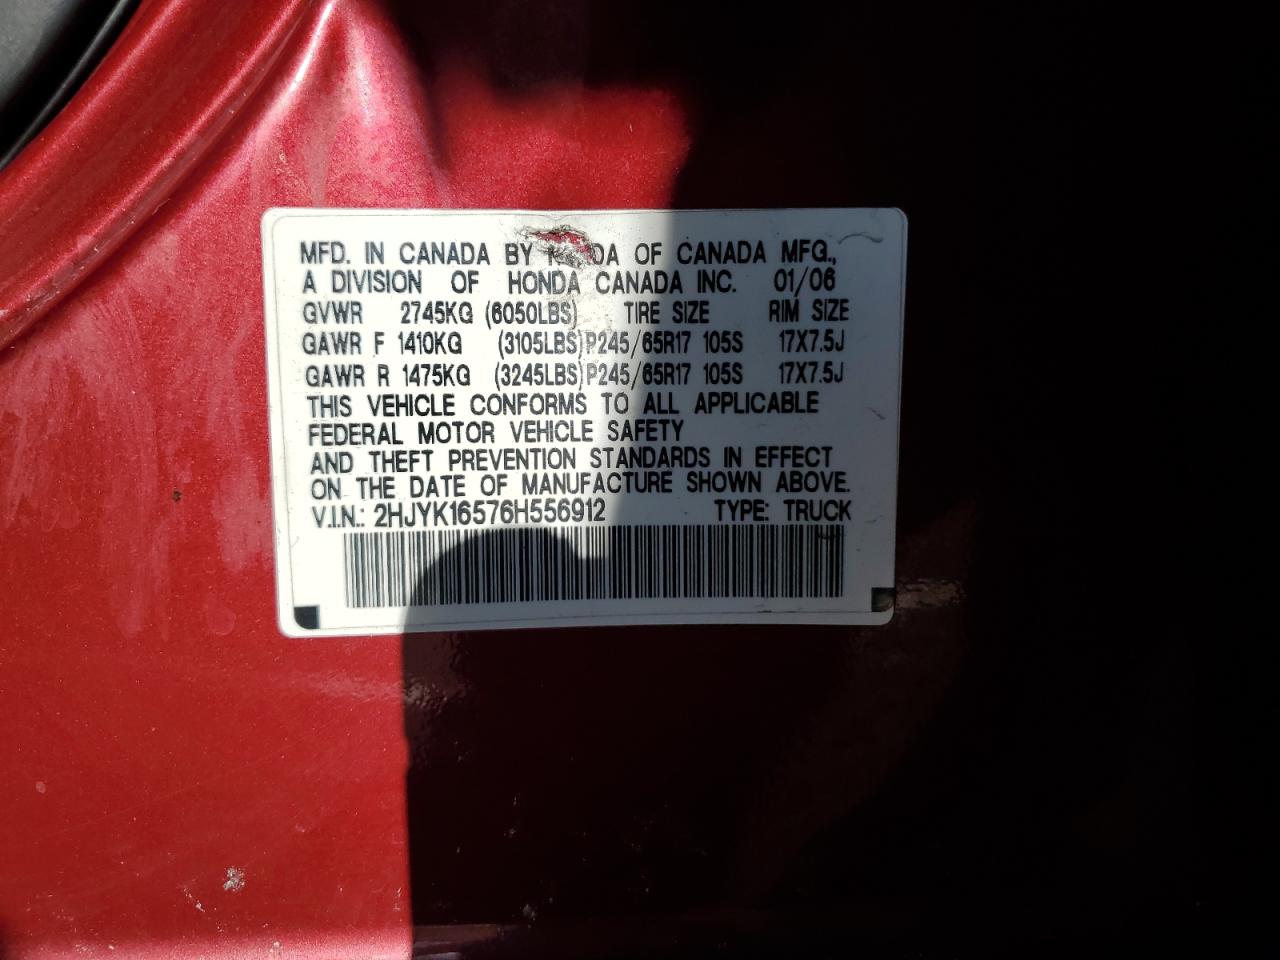 MFD. IN CANADA BY OF CANADA MFG.,
A DIVISION OF HONDA CANADA INC. 01/06
GVWR 2745KG (6050LBS) TIRE SIZE RIM SIZE
GAWR F 1410KG (3105LBS) P245/65R17 105S 17X7.5J
GAWR R 1475KG (3245LBS) P245/65R17 105S 17X7.5J
THIS VEHICLE CONFORMS TO ALL APPLICABLE
FEDERAL MOTOR VEHICLE SAFETY
AND THEFT PREVENTION STANDARDS IN EFFECT
ON THE DATE OF MANUFACTURE SHOWN ABOVE.
V.I.N.: 2HJYK16576H556912 TYPE: TRUCK